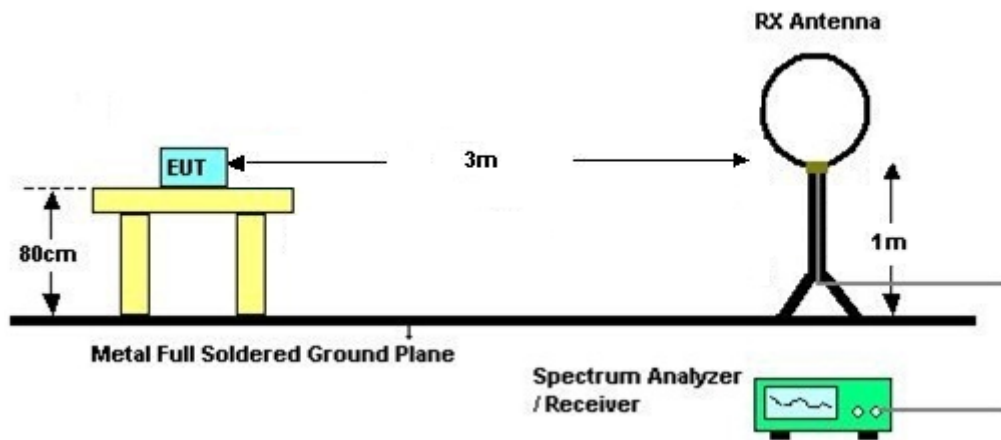 RX Antenna
EUT
3m
80cm
1m
Metal Full Soldered Ground Plane
Spectrum Analyzer
/ Receiver